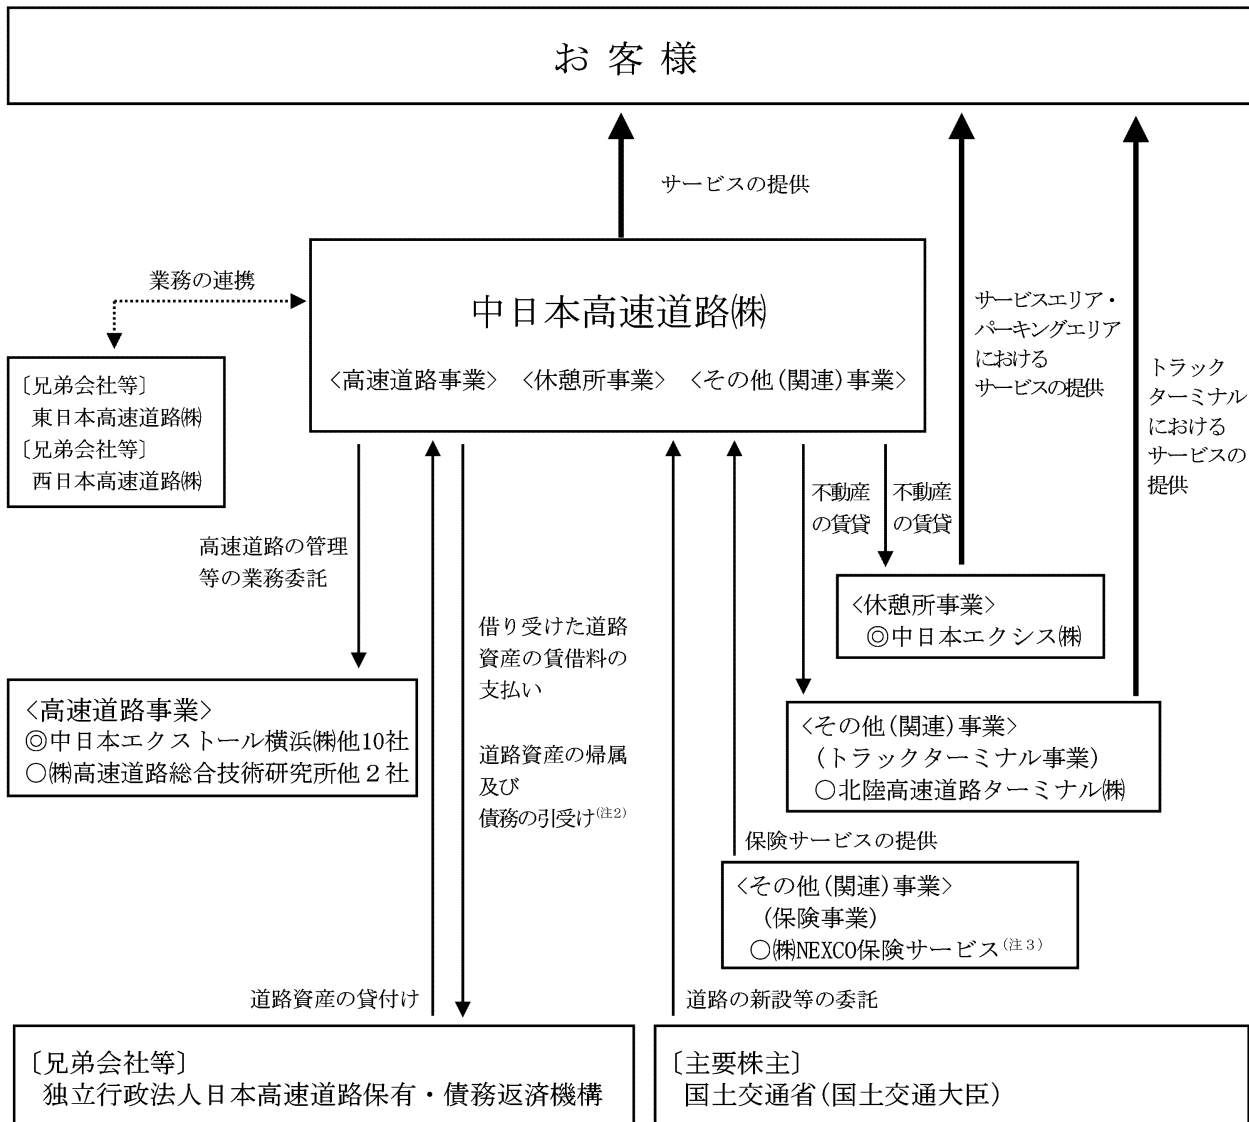 お客様
サービスの提供
業務の連携
中日本高速道路㈱
<高速道路事業> <休憩所事業> <その他(関連)事業>
サービスエリア・
パーキングエリア
における
サービスの提供
トラック
ターミナル
における
サービスの
提供
〔兄弟会社等〕
東日本高速道路㈱
〔兄弟会社等〕
西日本高速道路㈱
高速道路の管理
等の業務委託
不動産
の賃貸
不動産
の賃貸
<休憩所事業>
◎中日本エクシス㈱
借り受けた道路
資産の賃借料の
支払い
道路資産の帰属
及び
債務の引受け(注2)
<高速道路事業>
◎中日本エクストール横浜㈱他10社
○㈱高速道路総合技術研究所他2社
<その他(関連)事業>
(トラックターミナル事業)
○北陸高速道路ターミナル㈱
保険サービスの提供
<その他(関連)事業>
(保険事業)
○㈱NEXCO保険サービス(注3)
道路資産の貸付け
道路の新設等の委託
〔兄弟会社等〕
独立行政法人日本高速道路保有・債務返済機構
〔主要株主〕
国土交通省(国土交通大臣)